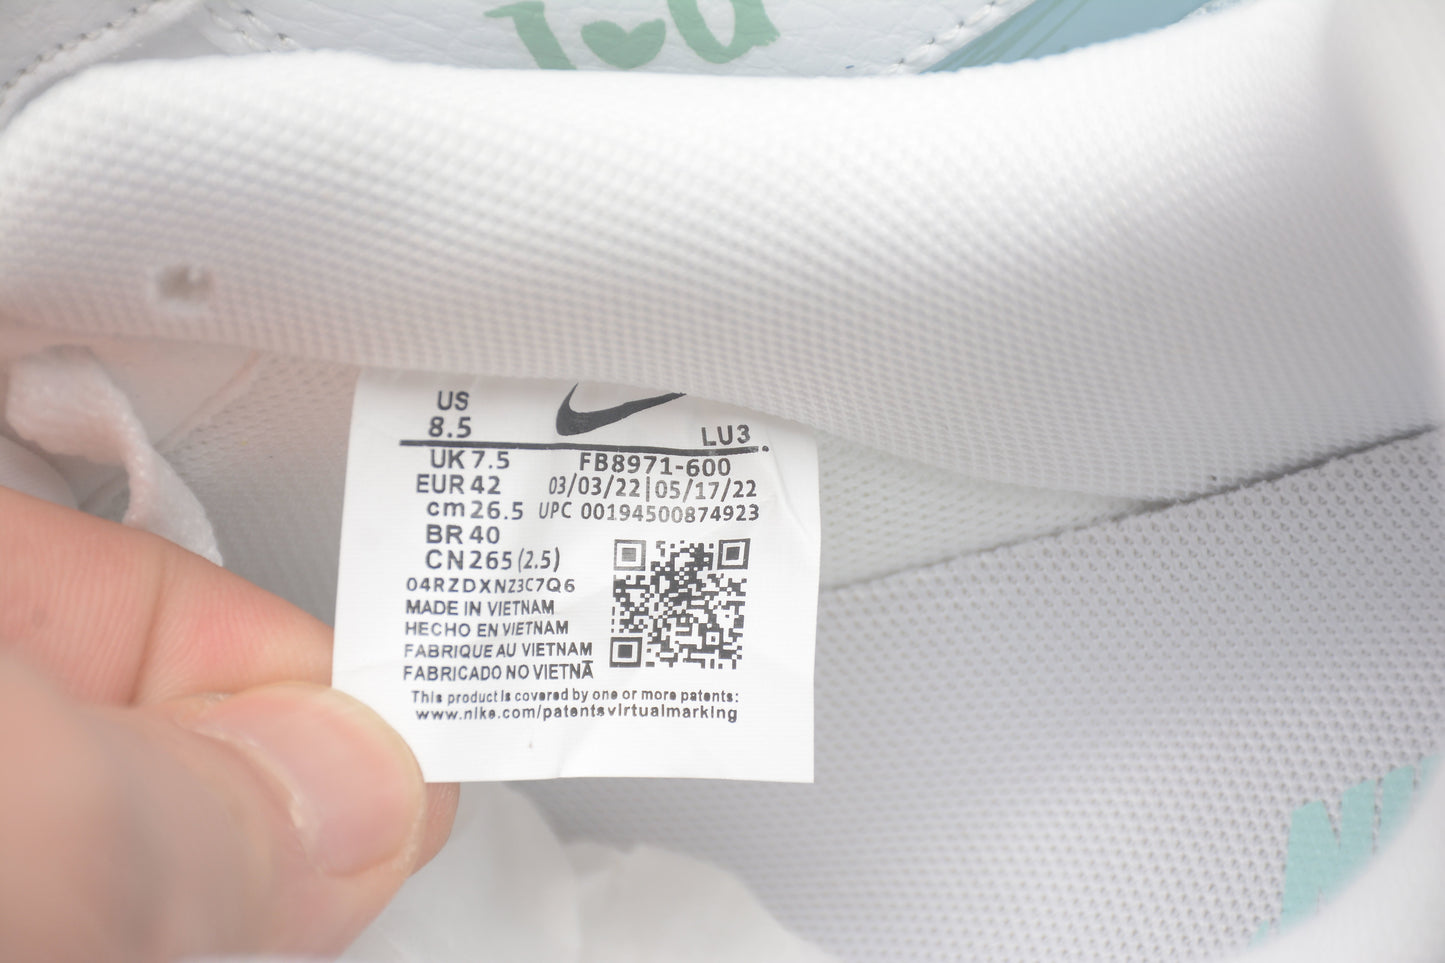 I♥U
US
8.5
LU3
UK 7.5
FB8971-600
EUR 42
03/03/22|05/17/22
cm 26.5
UPC 00194500874923
BR 40
CN 265 (2.5)
04RZDXNZ3C7Q6
MADE IN VIETNAM
HECHO EN VIETNAM
FABRIQUE AU VIETNAM
FABRICADO NO VIETNÃ
This product is covered by one or more patents:
www.nike.com/patentsvirtualmarking